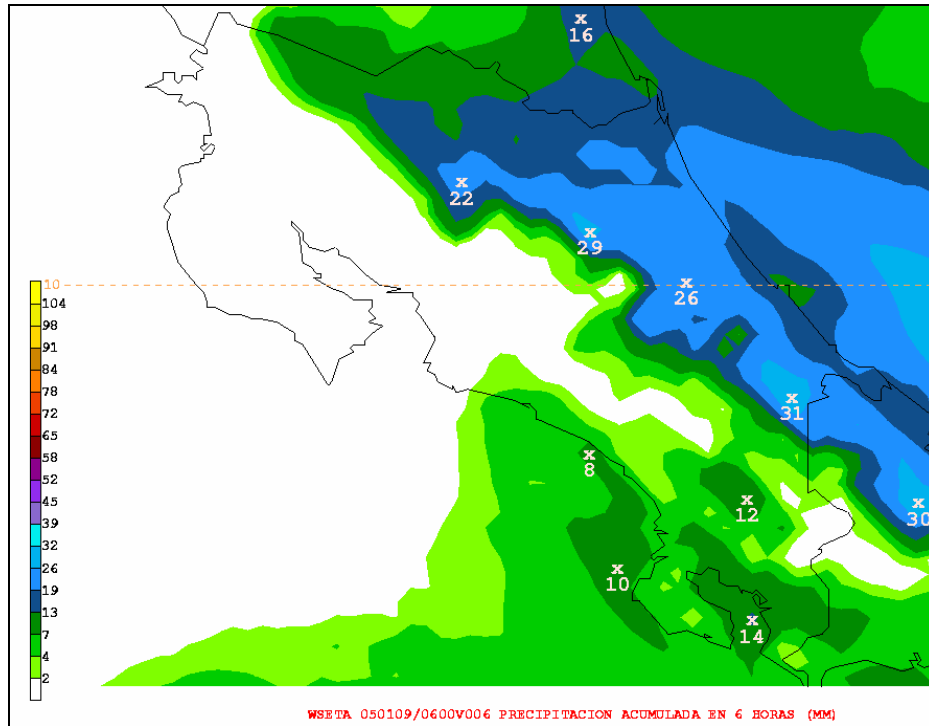 x
16
x
22
x
29
10
x
26
104
98
91
84
78
72
65
58
52
45
39
32
26
19
13
7
4
2
x
31
x
8
x
12
x
30
x
10
x
14
WSETA 050109/0600V006 PRECIPITACION ACUMULADA EN 6 HORAS (MM)